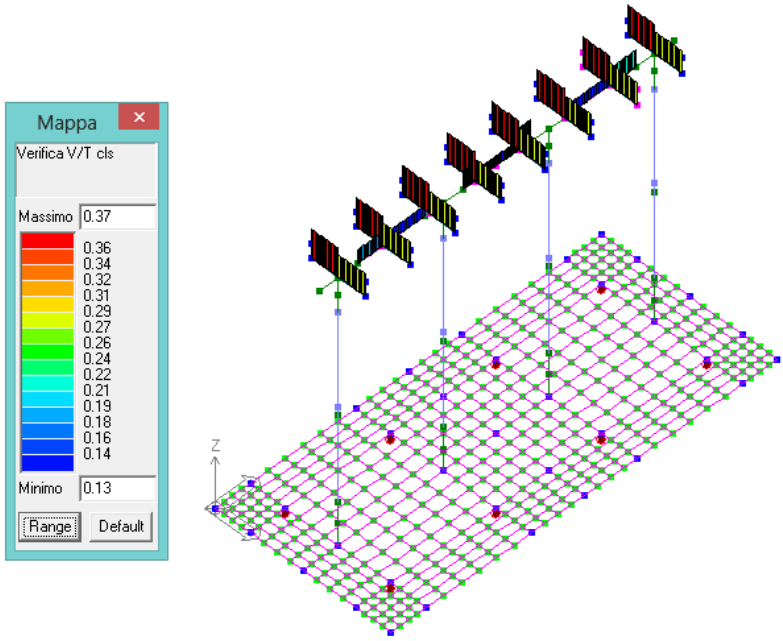 Mappa
Verifica V/T cls
Massimo 0.37
0.36
0.34
0.32
0.31
0.29
0.27
0.26
0.24
0.22
0.21
0.19
0.18
0.16
0.14
Minimo 0.13
Range Default
Z